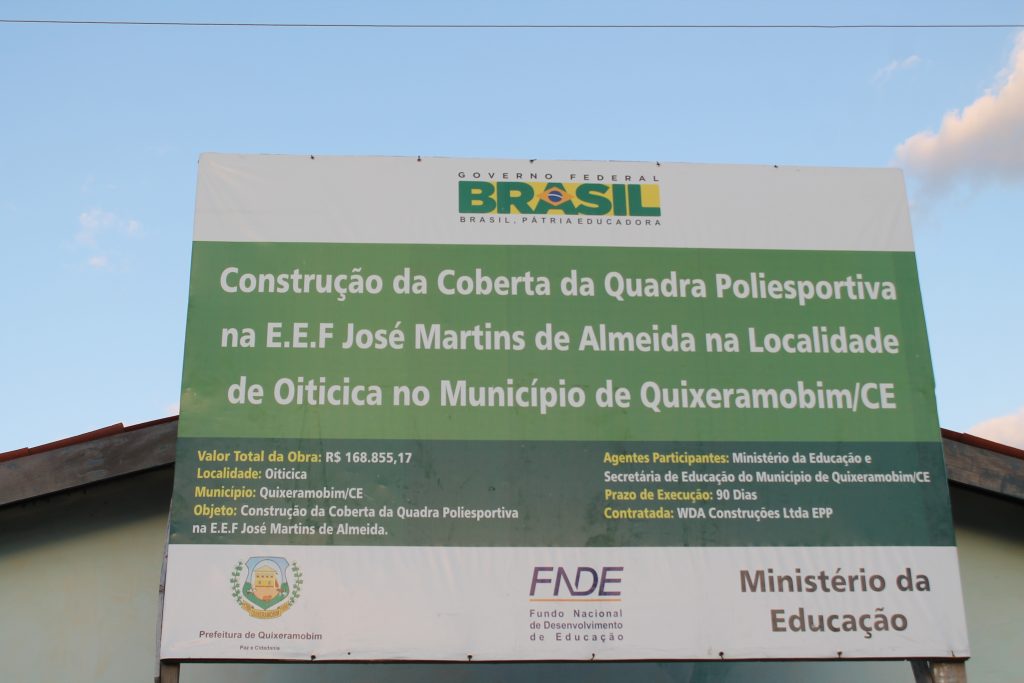 GOVERNO FEDERAL
BRASIL
BRASIL, PÁTRIA EDUCADORA
Construção da Coberta da Quadra Poliesportiva
na E.E.F José Martins de Almeida na Localidade
de Oiticica no Município de Quixeramobim/CE
Valor Total da Obra: R$ 168.855,17
Localidade: Oiticica
Município: Quixeramobim/CE
Objeto: Construção da Coberta da Quadra Poliesportiva
na E.E.F José Martins de Almeida.
Agentes Participantes: Ministério da Educação e
Secretária de Educação do Município de Quixeramobim/CE
Prazo de Execução: 90 Dias
Contratada: WDA Construções Ltda EPP
Prefeitura de Quixeramobim
Paz e Cidadania
FNDE
Fundo Nacional
de Desenvolvimento
de Educação
Ministério da
Educação